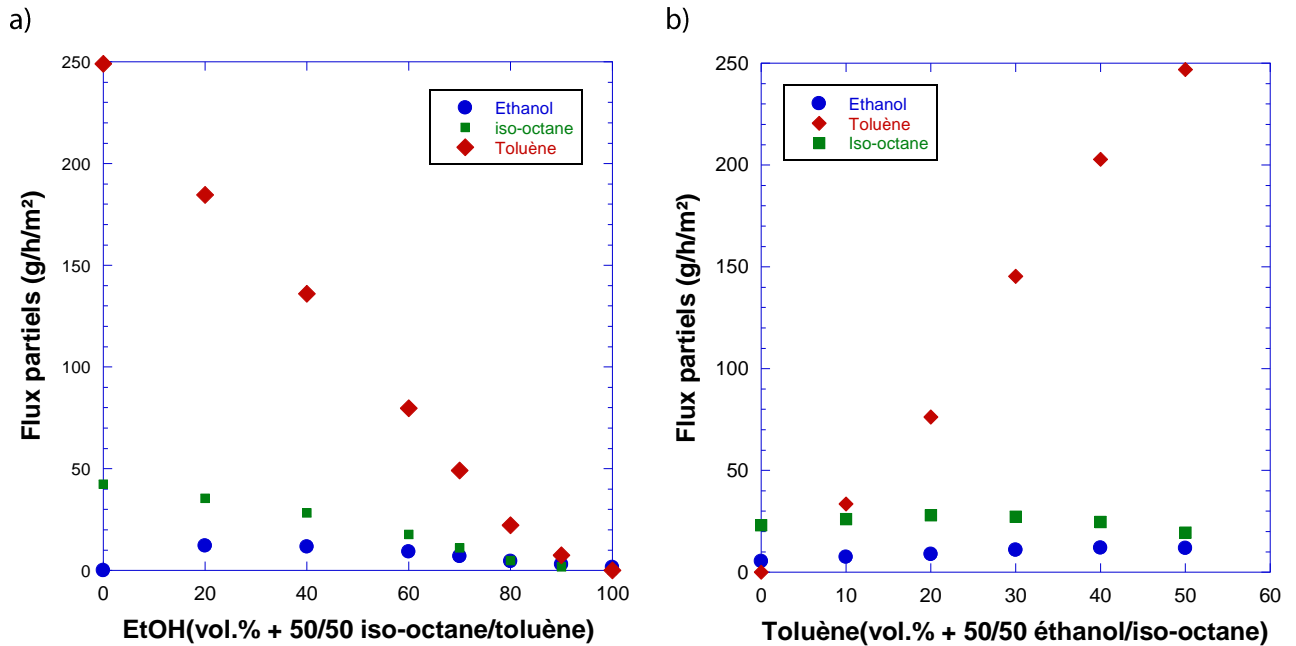 a)
250
200
150
100
50
0
0 20 40 60 80 100
Flux partiels (g/h/m²)
EtOH(vol.% + 50/50 iso-octane/toluène)
Ethanol
iso-octane
Toluène
b)
250
200
150
100
50
0
0 10 20 30 40 50 60
Flux partiels (g/h/m²)
Toluène(vol.% + 50/50 éthanol/iso-octane)
Ethanol
Toluène
Iso-octane